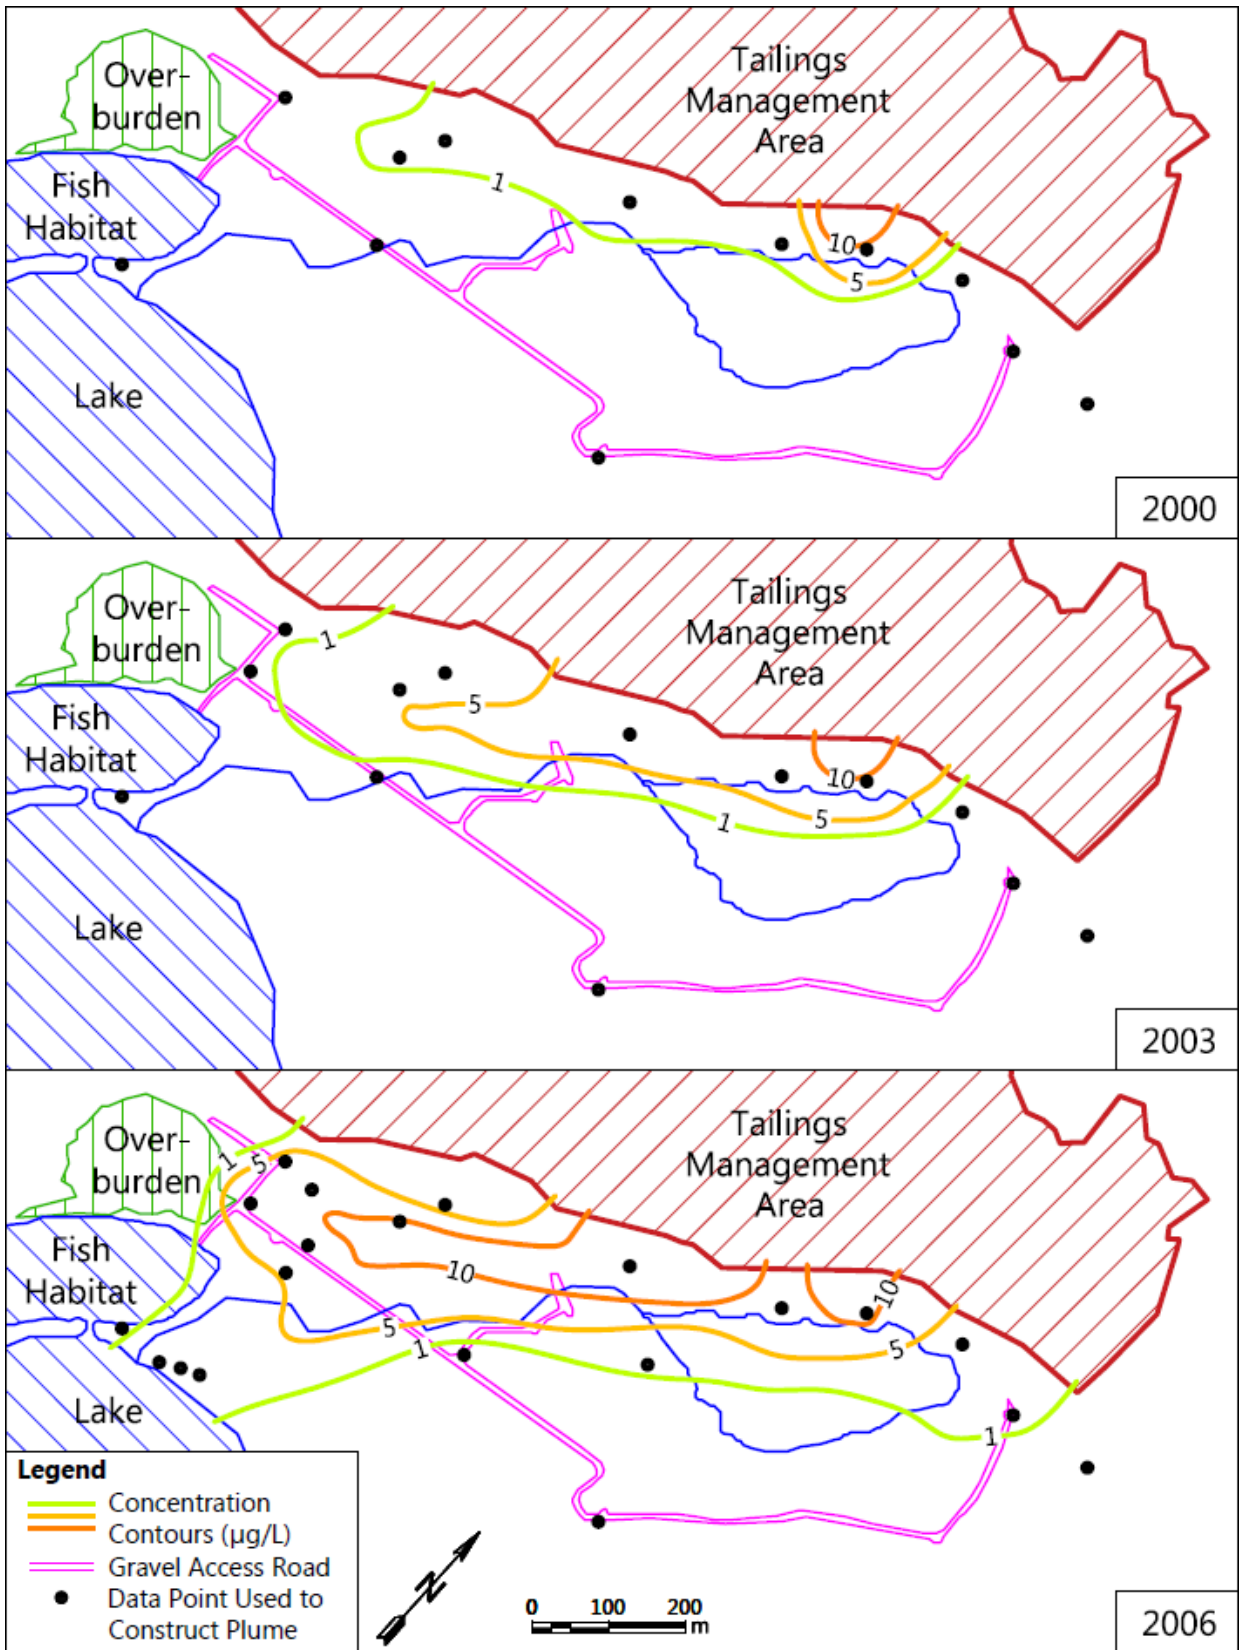 Over-
burden
Tailings
Management
Area
Fish
Habitat
1
10
5
Lake
2000
Over-
burden
Tailings
Management
Area
1
Fish
Habitat
5
10
1
5
Lake
2003
Over-
burden
Tailings
Management
Area
1
5
Fish
Habitat
10
10
5
1
5
Lake
1
Legend
Concentration
Contours (µg/L)
Gravel Access Road
Data Point Used to
Construct Plume
N
0 100 200
m
2006